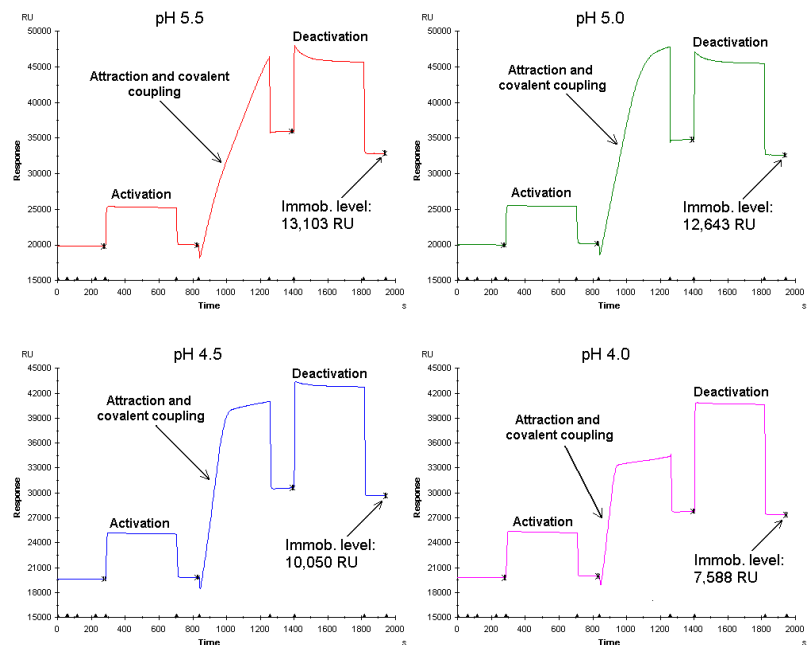 pH 5.5
RU
50000
45000
40000
35000
30000
25000
20000
15000
Response
Deactivation
Attraction and covalent
coupling
Activation
Immob. level:
13,103 RU
0 200 400 600 800 1000 1200 1400 1600 1800 2000
Time
s
pH 5.0
RU
50000
45000
40000
35000
30000
25000
20000
15000
Response
Deactivation
Attraction and
covalent coupling
Activation
Immob. level:
12,643 RU
0 200 400 600 800 1000 1200 1400 1600 1800 2000
Time
s
pH 4.5
RU
45000
42000
39000
36000
33000
30000
27000
24000
21000
18000
15000
Response
Deactivation
Attraction and
covalent coupling
Activation
Immob. level:
10,050 RU
0 200 400 600 800 1000 1200 1400 1600 1800 2000
Time
s
pH 4.0
RU
45000
42000
39000
36000
33000
30000
27000
24000
21000
18000
15000
Response
Deactivation
Attraction and
covalent coupling
Activation
Immob. level:
7,588 RU
0 200 400 600 800 1000 1200 1400 1600 1800 2000
Time
s